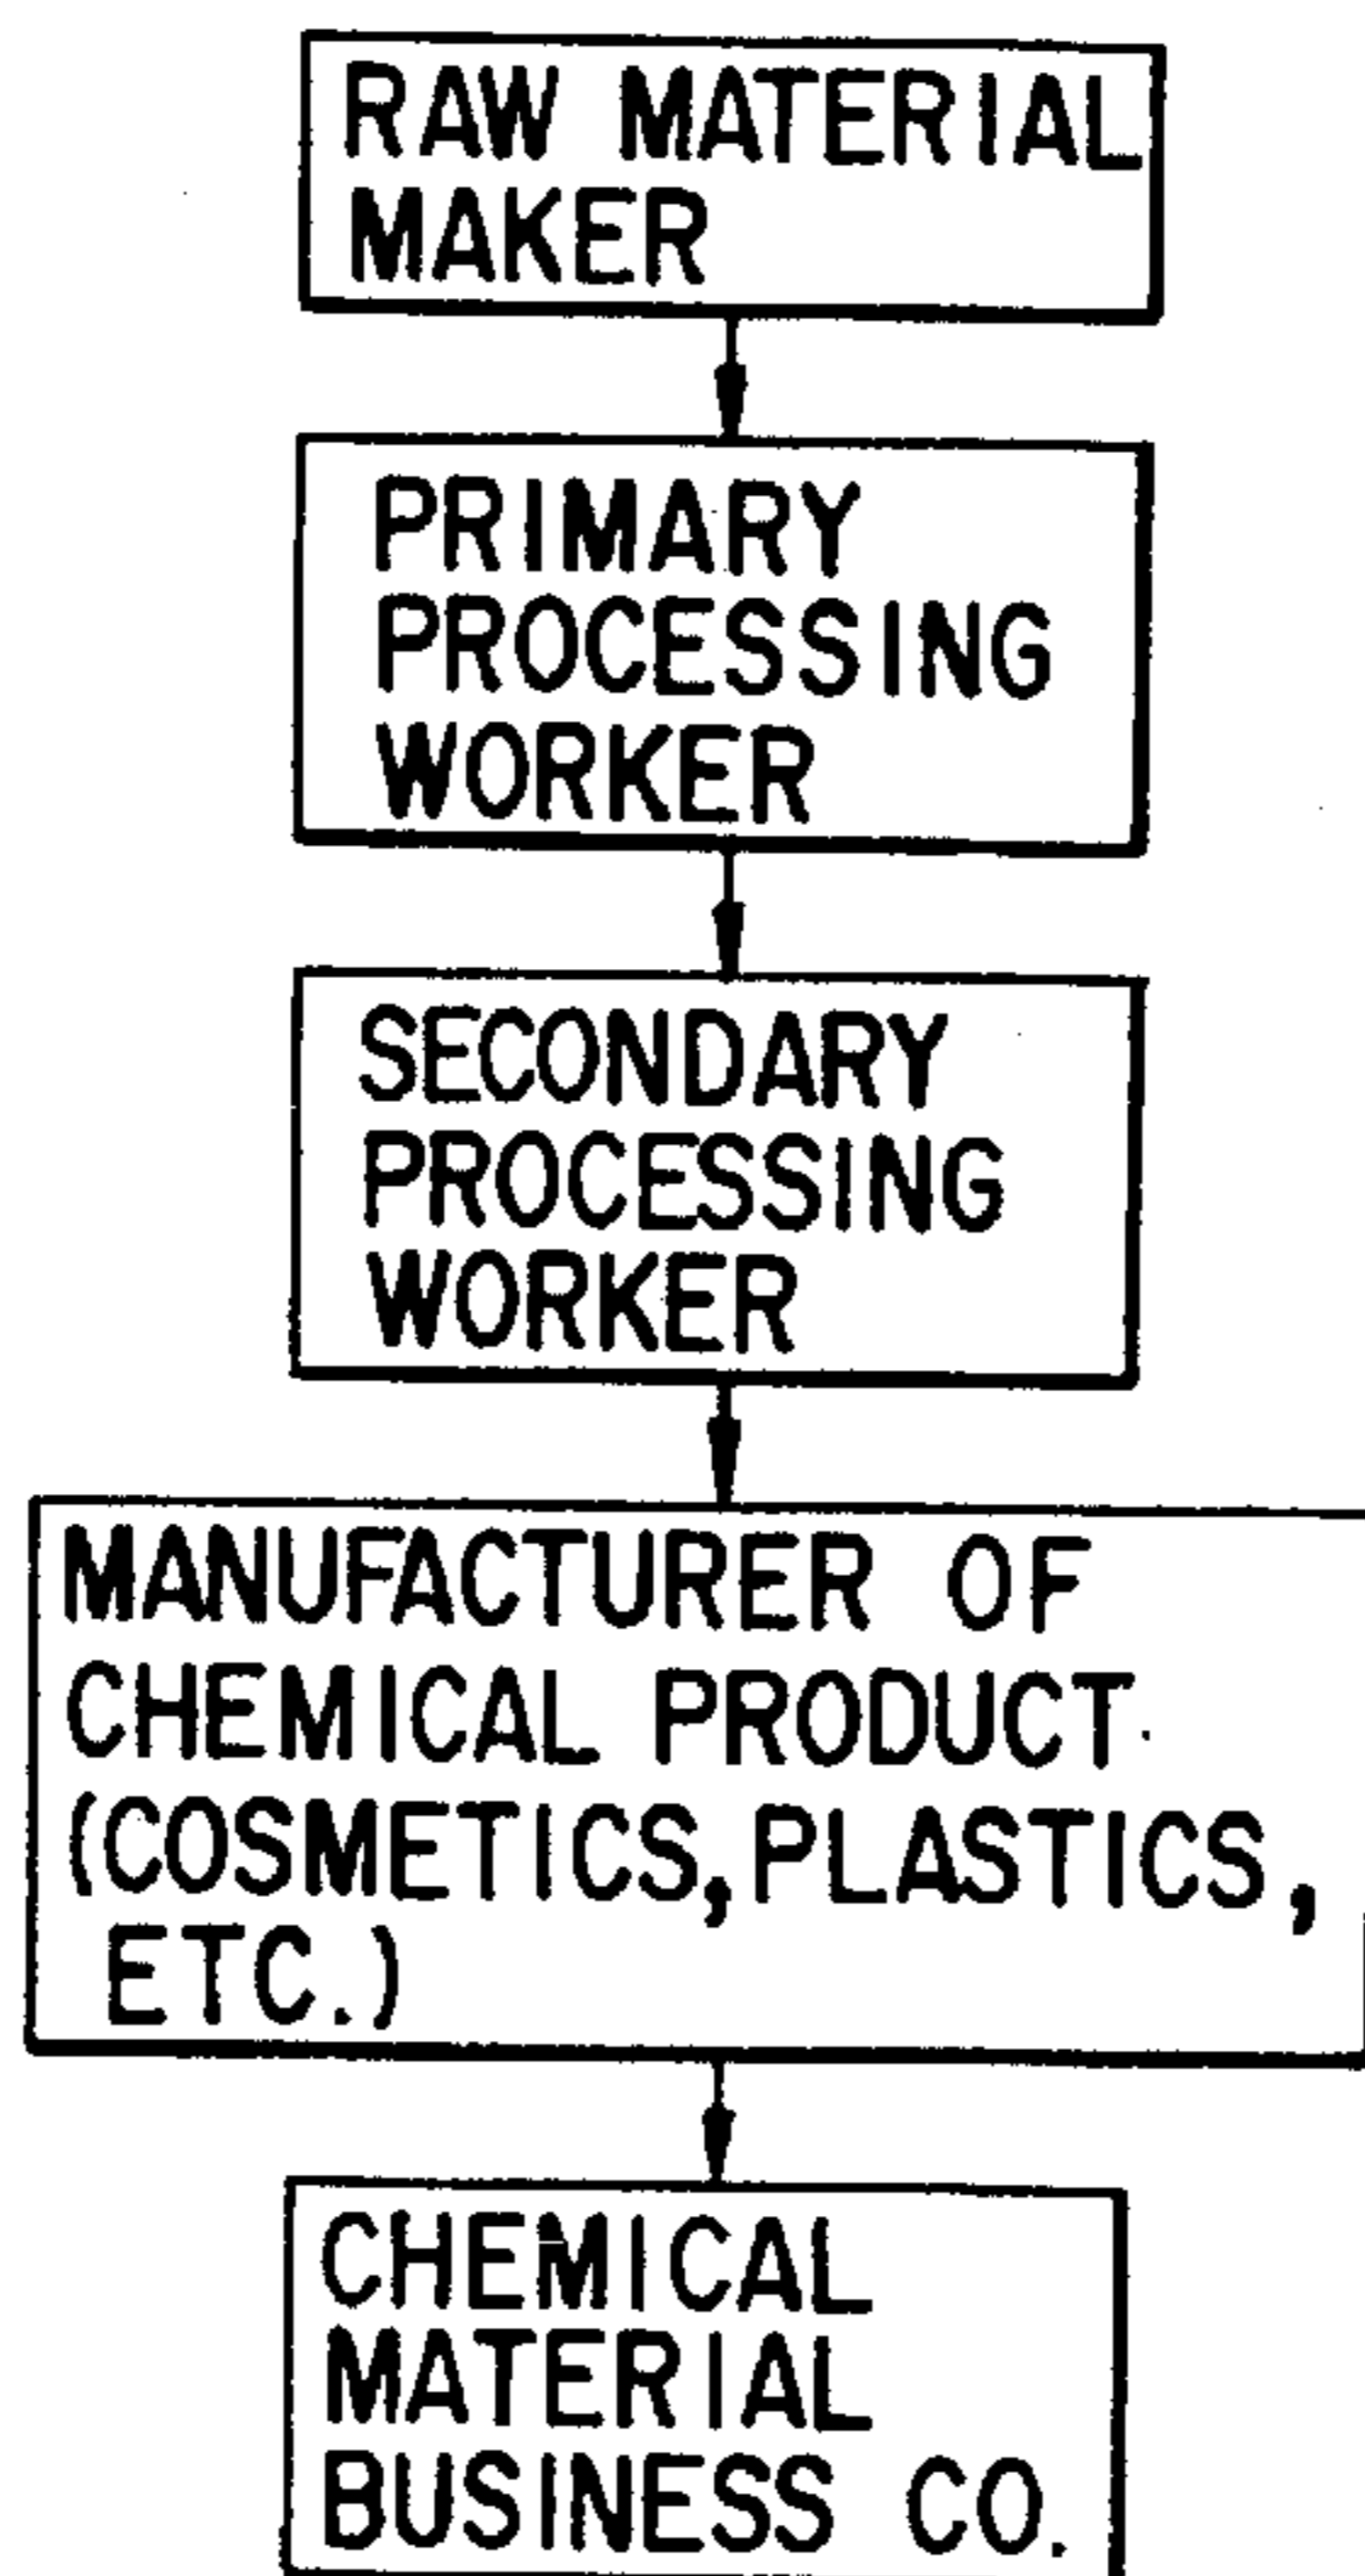 RAW MATERIAL
MAKER
PRIMARY
PROCESSING
WORKER
SECONDARY
PROCESSING
WORKER
MANUFACTURER OF
CHEMICAL PRODUCT
(COSMETICS, PLASTICS,
ETC.)
CHEMICAL
MATERIAL
BUSINESS CO.